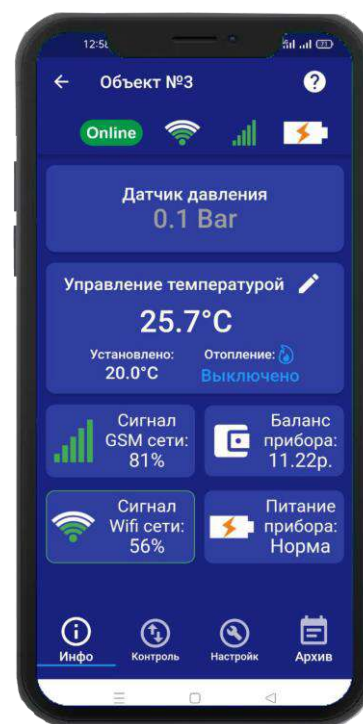 Объект №3
Online
Датчик давления
0.1 Bar
Управление температурой
25.7°C
Установлено:
Отопление:
20.0°C
Выключено
Сигнал
GSM сети:
81%
Баланс
прибора:
11.22р.
Сигнал
Wifi сети:
56%
Питание
прибора:
Норма
Инфо
Контроль
Настройк
Архив